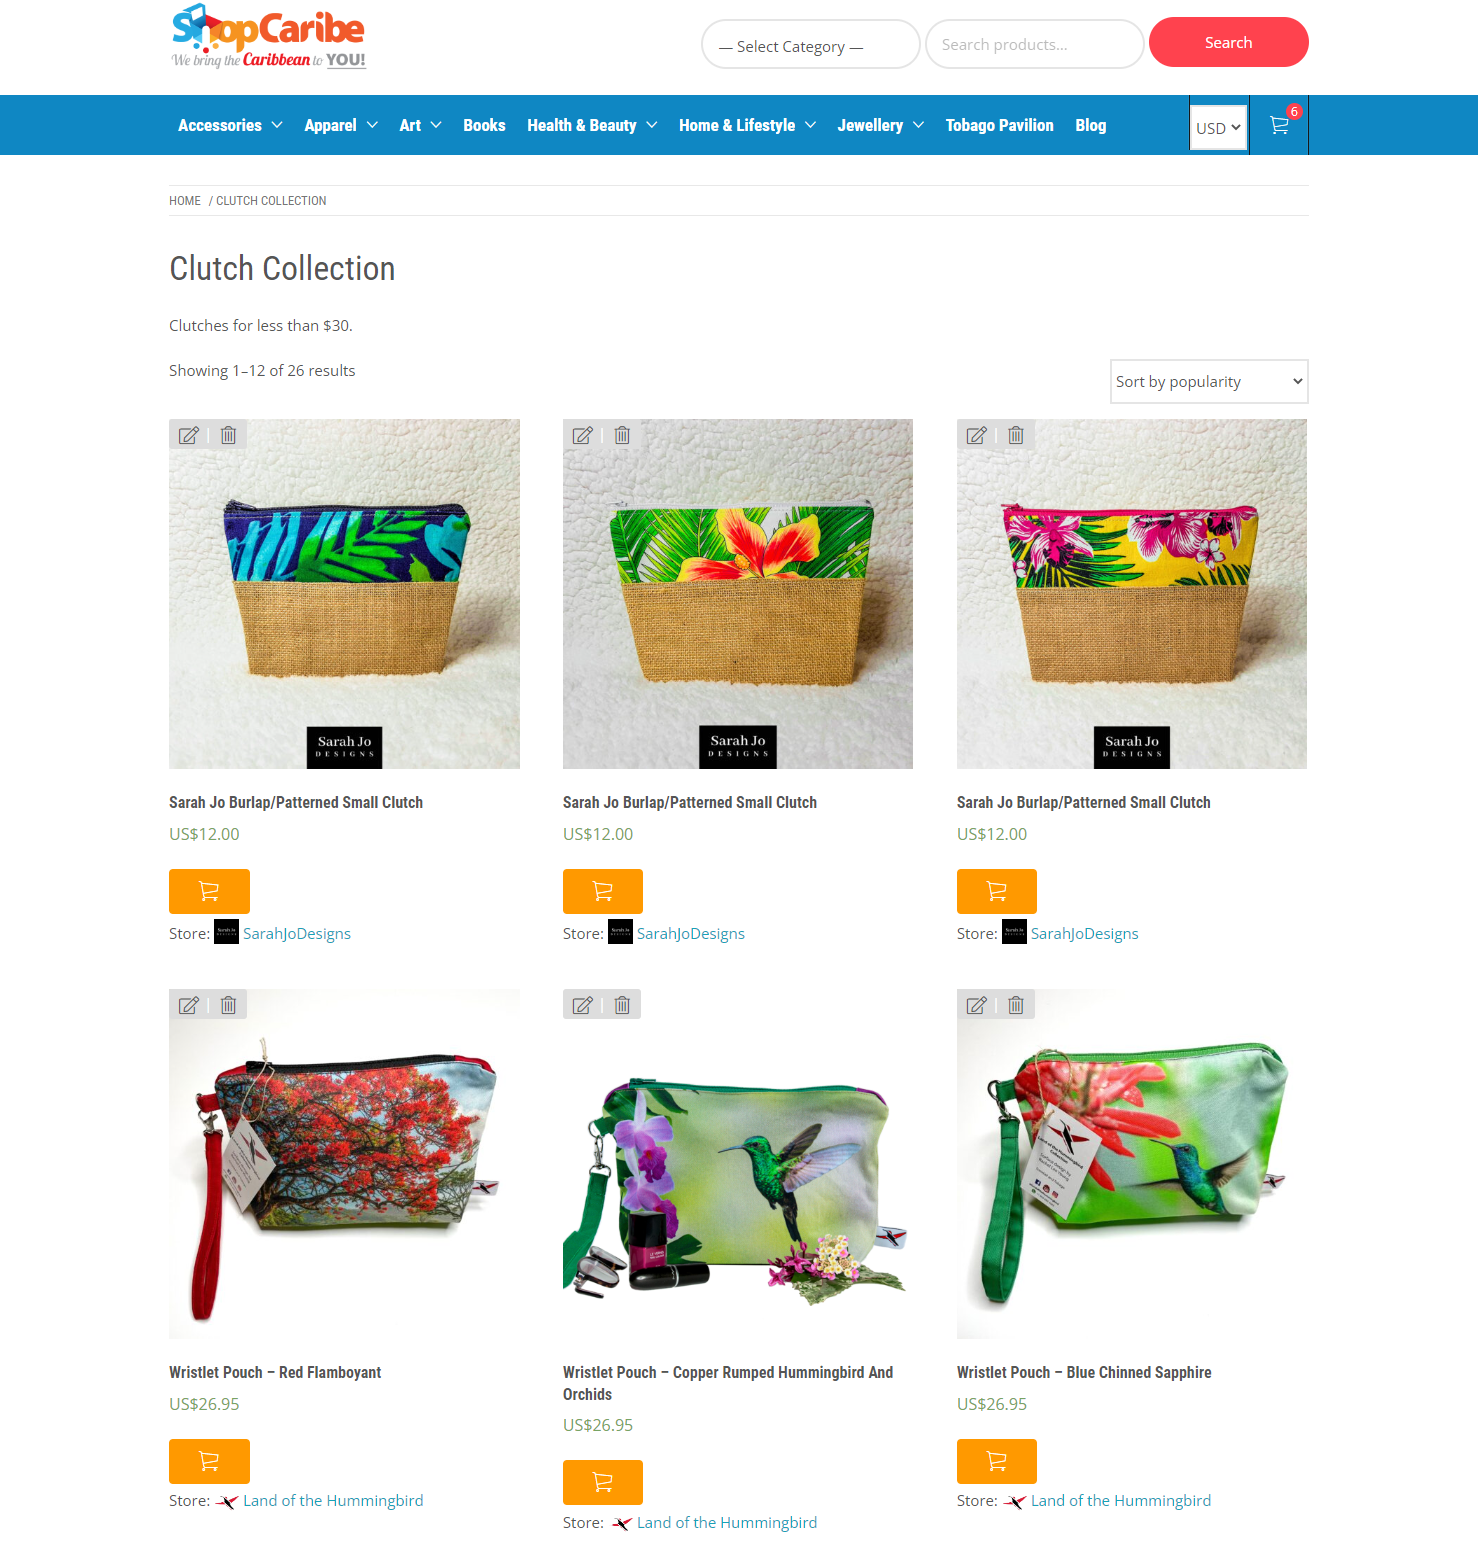 ShopCaribe
We bring the Caribbean to YOU!
— Select Category —
Search products...
Search
Accessories
Apparel
Art
Books
Health & Beauty
Home & Lifestyle
Jewellery
Tobago Pavilion
Blog
USD
6
HOME / CLUTCH COLLECTION
Clutch Collection
Clutches for less than $30.
Showing 1–12 of 26 results
Sort by popularity
Sarah Jo
DESIGNS
Sarah Jo
DESIGNS
Sarah Jo
DESIGNS
Sarah Jo Burlap/Patterned Small Clutch
US$12.00
Store: SarahJoDesigns
Sarah Jo Burlap/Patterned Small Clutch
US$12.00
Store: SarahJoDesigns
Sarah Jo Burlap/Patterned Small Clutch
US$12.00
Store: SarahJoDesigns
Land of the Hummingbird
Collection
Wristlet Pouch – Red Flamboyant
US$26.95
Store: Land of the Hummingbird
Wristlet Pouch – Copper Rumped Hummingbird And
Orchids
US$26.95
Store: Land of the Hummingbird
Wristlet Pouch – Blue Chinned Sapphire
US$26.95
Store: Land of the Hummingbird